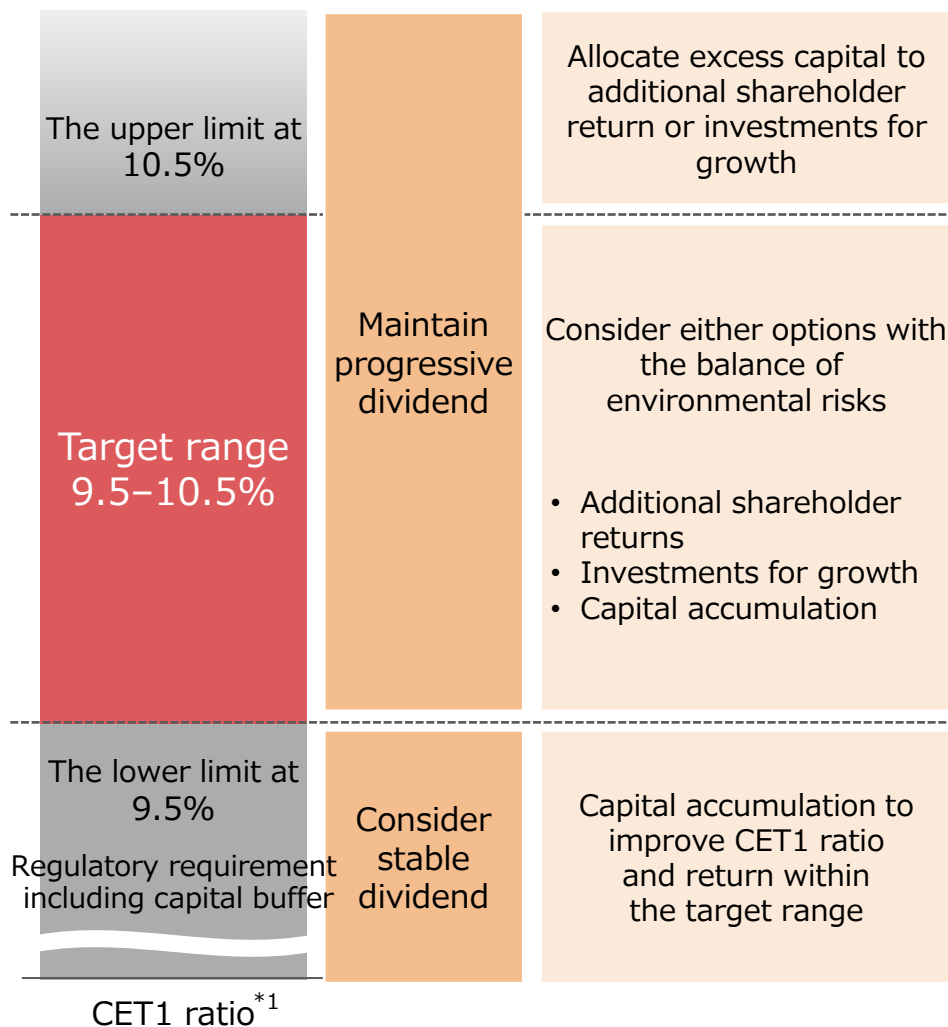 The upper limit at
10.5%
Allocate excess capital to
additional shareholder
return or investments for
growth
Target range
9.5–10.5%
Maintain
progressive
dividend
Consider either options with
the balance of
environmental risks
• Additional shareholder
returns
• Investments for growth
• Capital accumulation
The lower limit at
9.5%
Regulatory requirement
including capital buffer
Consider
stable
dividend
Capital accumulation to
improve CET1 ratio
and return within
the target range
CET1 ratio*1